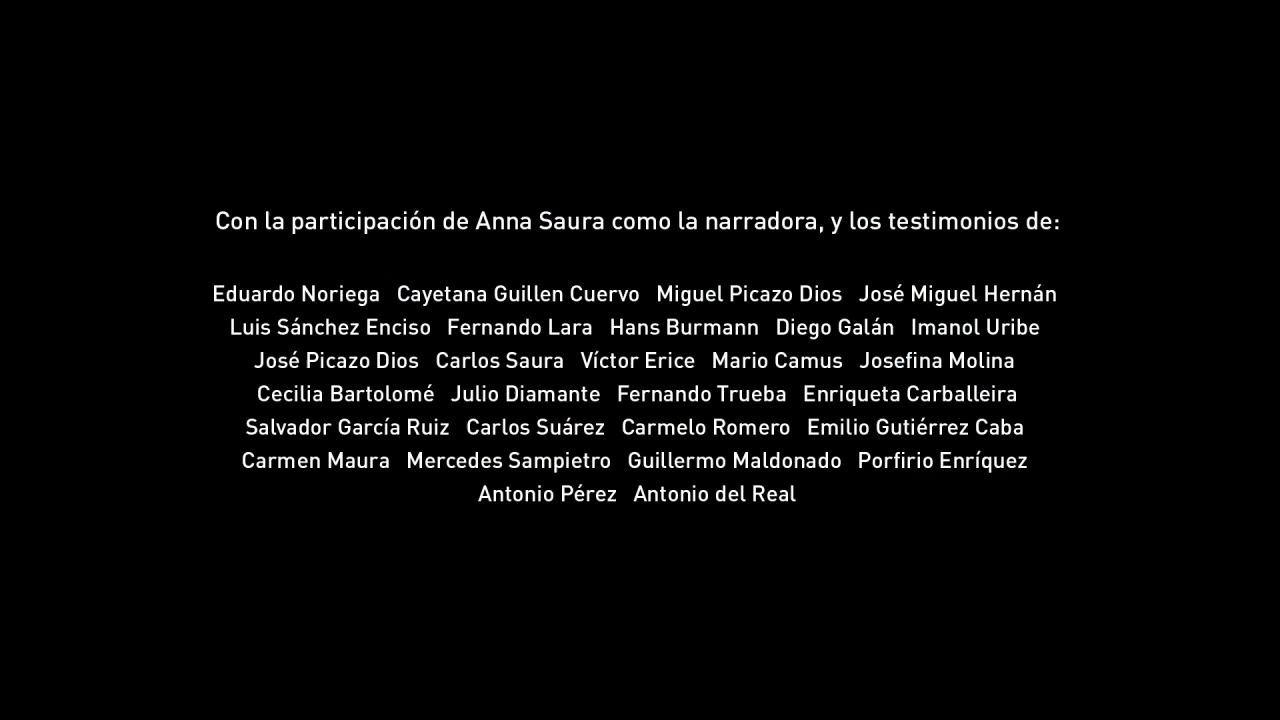 Con la participación de Anna Saura como la narradora, y los testimonios de:
Eduardo Noriega Cayetana Guillen Cuervo Miguel Picazo Dios José Miguel Hernán
Luis Sánchez Enciso Fernando Lara Hans Burmann Diego Galán Imanol Uribe
José Picazo Dios Carlos Saura Víctor Erice Mario Camus Josefina Molina
Cecilia Bartolomé Julio Diamante Fernando Trueba Enriqueta Carballeira
Salvador García Ruiz Carlos Suárez Carmelo Romero Emilio Gutiérrez Caba
Carmen Maura Mercedes Sampietro Guillermo Maldonado Porfirio Enríquez
Antonio Pérez Antonio del Real